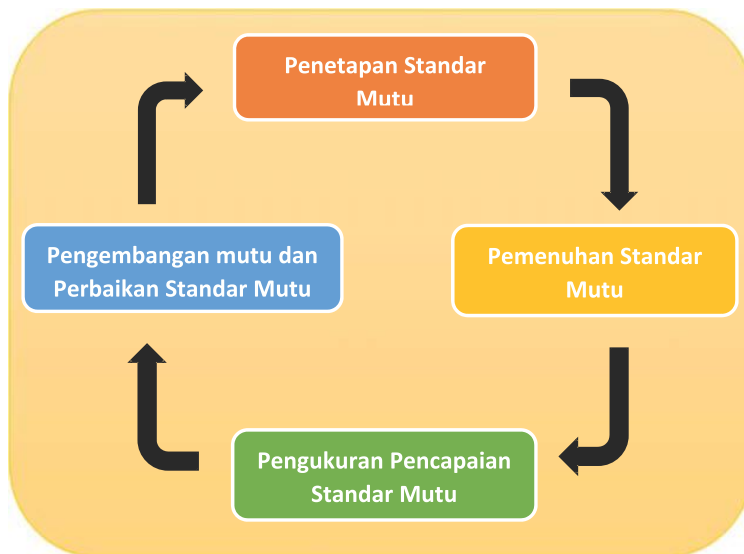 Penetapan Standar
Mutu
Pemenuhan Standar
Mutu
Pengukuran Pencapaian
Standar Mutu
Pengembangan mutu dan
Perbaikan Standar Mutu